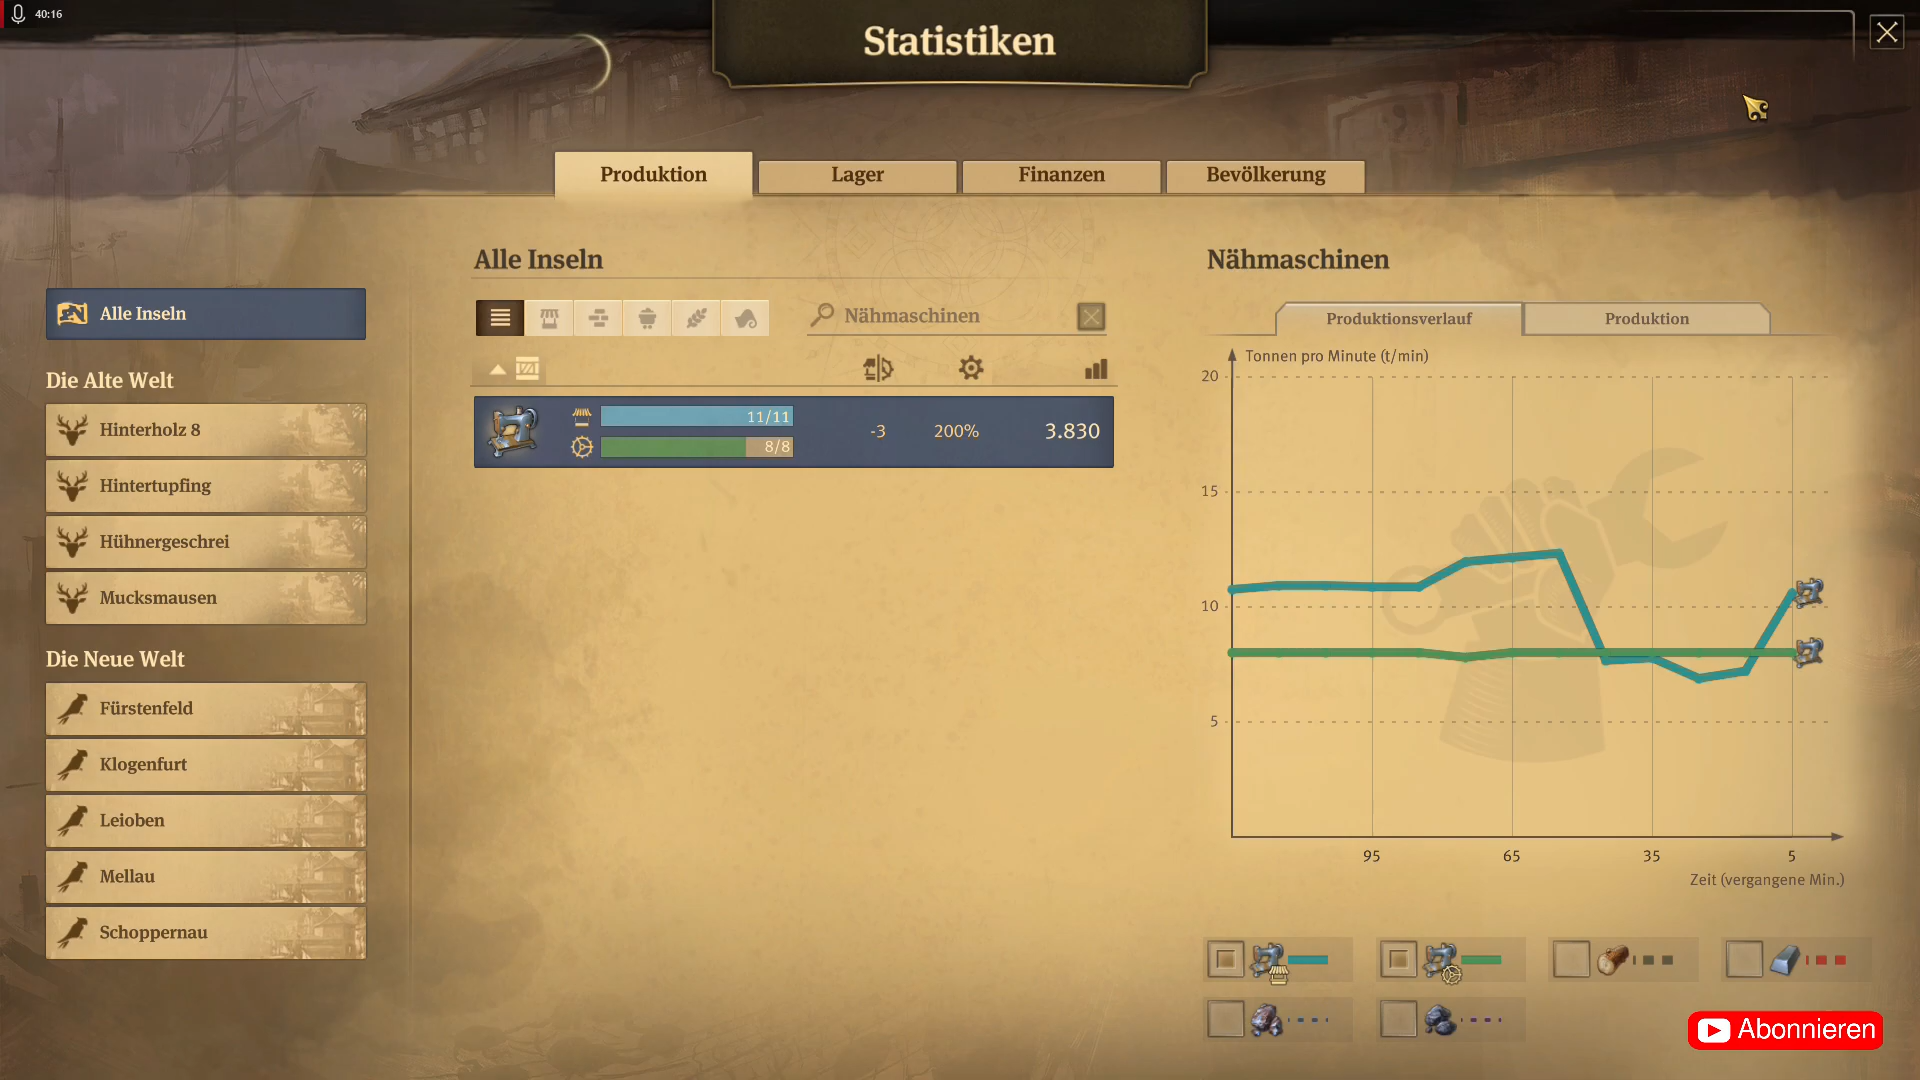 40:16
Statistiken
Produktion
Lager
Finanzen
Bevölkerung
Alle Inseln
Die Alte Welt
Hinterholz 8
Hintertupfing
Hühnergeschrei
Mucksmausen
Die Neue Welt
Fürstenfeld
Klogenfurt
Leioben
Mellau
Schoppernau
Alle Inseln
Nähmaschinen
11/11
8/8
-3
200%
3.830
Nähmaschinen
Produktionsverlauf
Produktion
Tonnen pro Minute (t/min)
20
15
10
5
95
65
35
5
Zeit (vergangene Min.)
Abonnieren